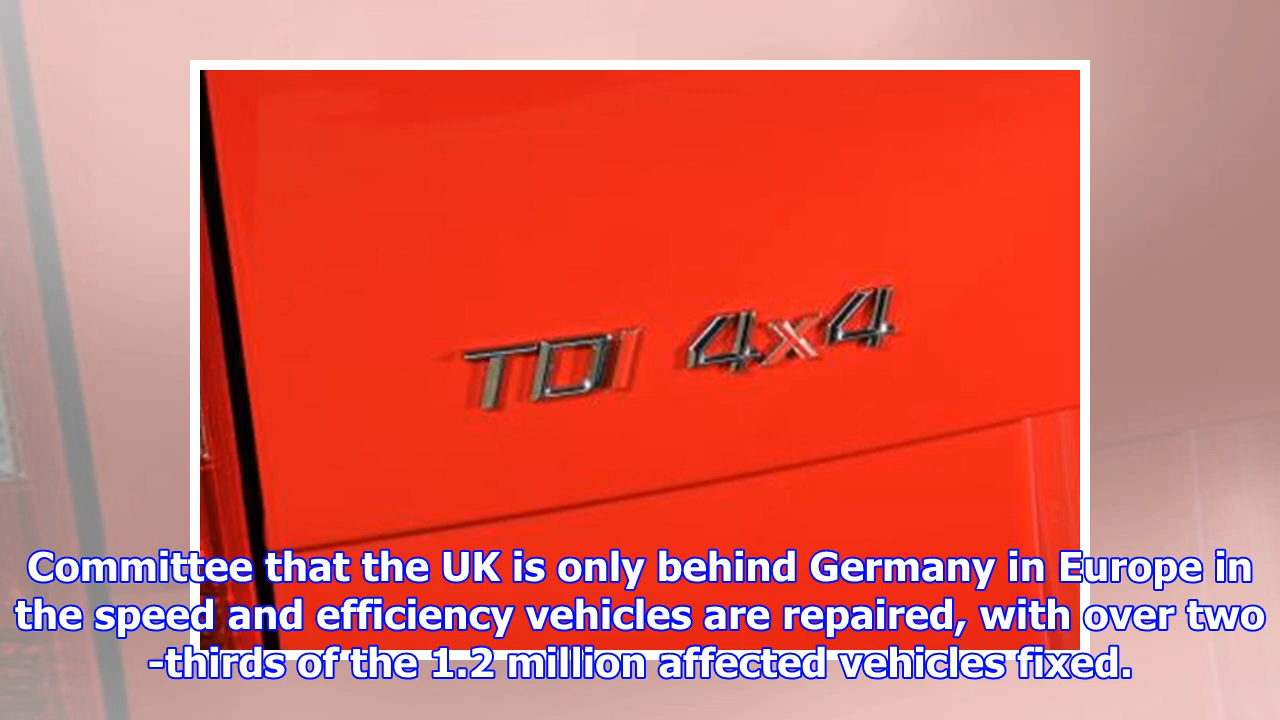 TDI 4x4
Committee that the UK is only behind Germany in Europe in
the speed and efficiency vehicles are repaired, with over two
-thirds of the 1.2 million affected vehicles fixed.